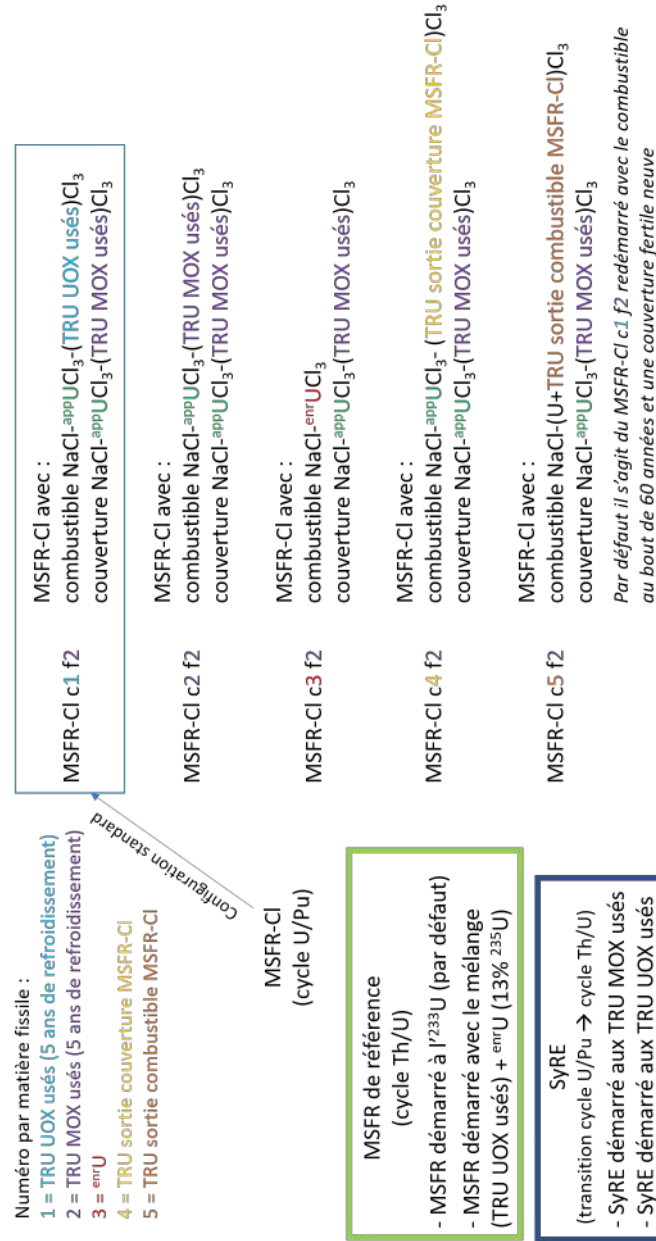 Numéro par matière fissile :
1 = TRU UOX usés (5 ans de refroidissement)
2 = TRU MOX usés (5 ans de refroidissement)
3 = ᵉⁿʳU
4 = TRU sortie couverture MSFR-Cl
5 = TRU sortie combustible MSFR-Cl
Configuration standard
MSFR-Cl
(cycle U/Pu)
MSFR de référence
(cycle Th/U)
- MSFR démarré à l'²³³U (par défaut)
- MSFR démarré avec le mélange
(TRU UOX usés) + ᵉⁿʳU (13% ²³⁵U)
SyRE
(transition cycle U/Pu → cycle Th/U)
- SyRE démarré aux TRU MOX usés
- SyRE démarré aux TRU UOX usés
MSFR-Cl c1 f2
MSFR-Cl avec :
combustible NaCl-ᵃᵖᵖUCl₃-(TRU UOX usés)Cl₃
couverture NaCl-ᵃᵖᵖUCl₃-(TRU MOX usés)Cl₃
MSFR-Cl c2 f2
MSFR-Cl avec :
combustible NaCl-ᵃᵖᵖUCl₃-(TRU MOX usés)Cl₃
couverture NaCl-ᵃᵖᵖUCl₃-(TRU MOX usés)Cl₃
MSFR-Cl c3 f2
MSFR-Cl avec :
combustible NaCl-ᵉⁿʳUCl₃
couverture NaCl-ᵃᵖᵖUCl₃-(TRU MOX usés)Cl₃
MSFR-Cl c4 f2
MSFR-Cl avec :
combustible NaCl-ᵃᵖᵖUCl₃- (TRU sortie couverture MSFR-Cl)Cl₃
couverture NaCl-ᵃᵖᵖUCl₃-(TRU MOX usés)Cl₃
MSFR-Cl c5 f2
MSFR-Cl avec :
combustible NaCl-(U+TRU sortie combustible MSFR-Cl)Cl₃
couverture NaCl-ᵃᵖᵖUCl₃-(TRU MOX usés)Cl₃
Par défaut il s'agit du MSFR-Cl c1 f2 redémarré avec le combustible
au bout de 60 années et une couverture fertile neuve